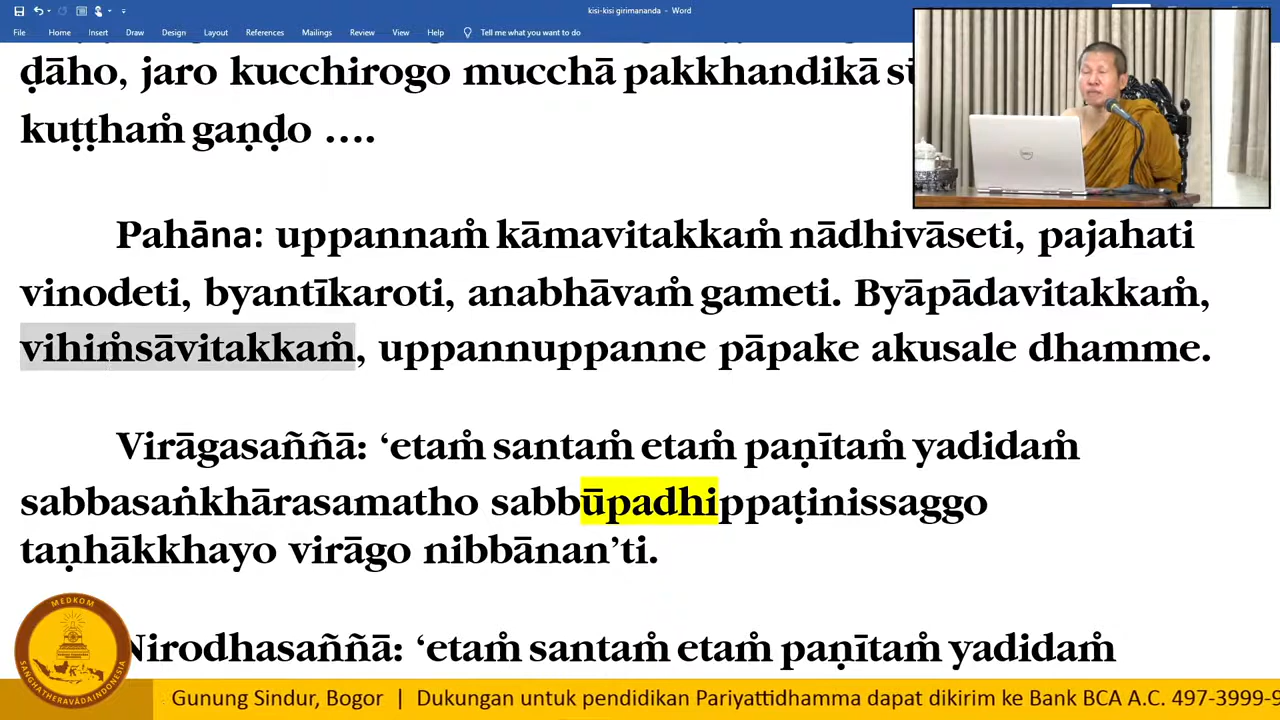 kisi-kisi girimananda - Word
File Home Insert Draw Design Layout References Mailings Review View Help Tell me what you want to do
ḍāho, jaro kucchirogo mucchā pakkhandikā
kuṭṭhaṁ gaṇḍo ….
Pahāna: uppannaṁ kāmavitakkaṁ nādhivāseti, pajahati
vinodeti, byantīkaroti, anabhāvaṁ gameti. Byāpādavitakkaṁ,
vihiṁsāvitakkaṁ, uppannuppanne pāpake akusale dhamme.
Virāgasaññā: ‘etaṁ santaṁ etaṁ paṇītaṁ yadidaṁ
sabbasaṅkhārasamatho sabbūpadhippaṭinissaggo
taṇhākkhayo virāgo nibbānan’ti.
Nirodhasaññā: ‘etaṁ santaṁ etaṁ paṇītaṁ yadidaṁ
MEDKOM
SANGHA THERAVĀDA INDONESIA
Gunung Sindur, Bogor | Dukungan untuk pendidikan Pariyattidhamma dapat dikirim ke Bank BCA A.C. 497-3999-9